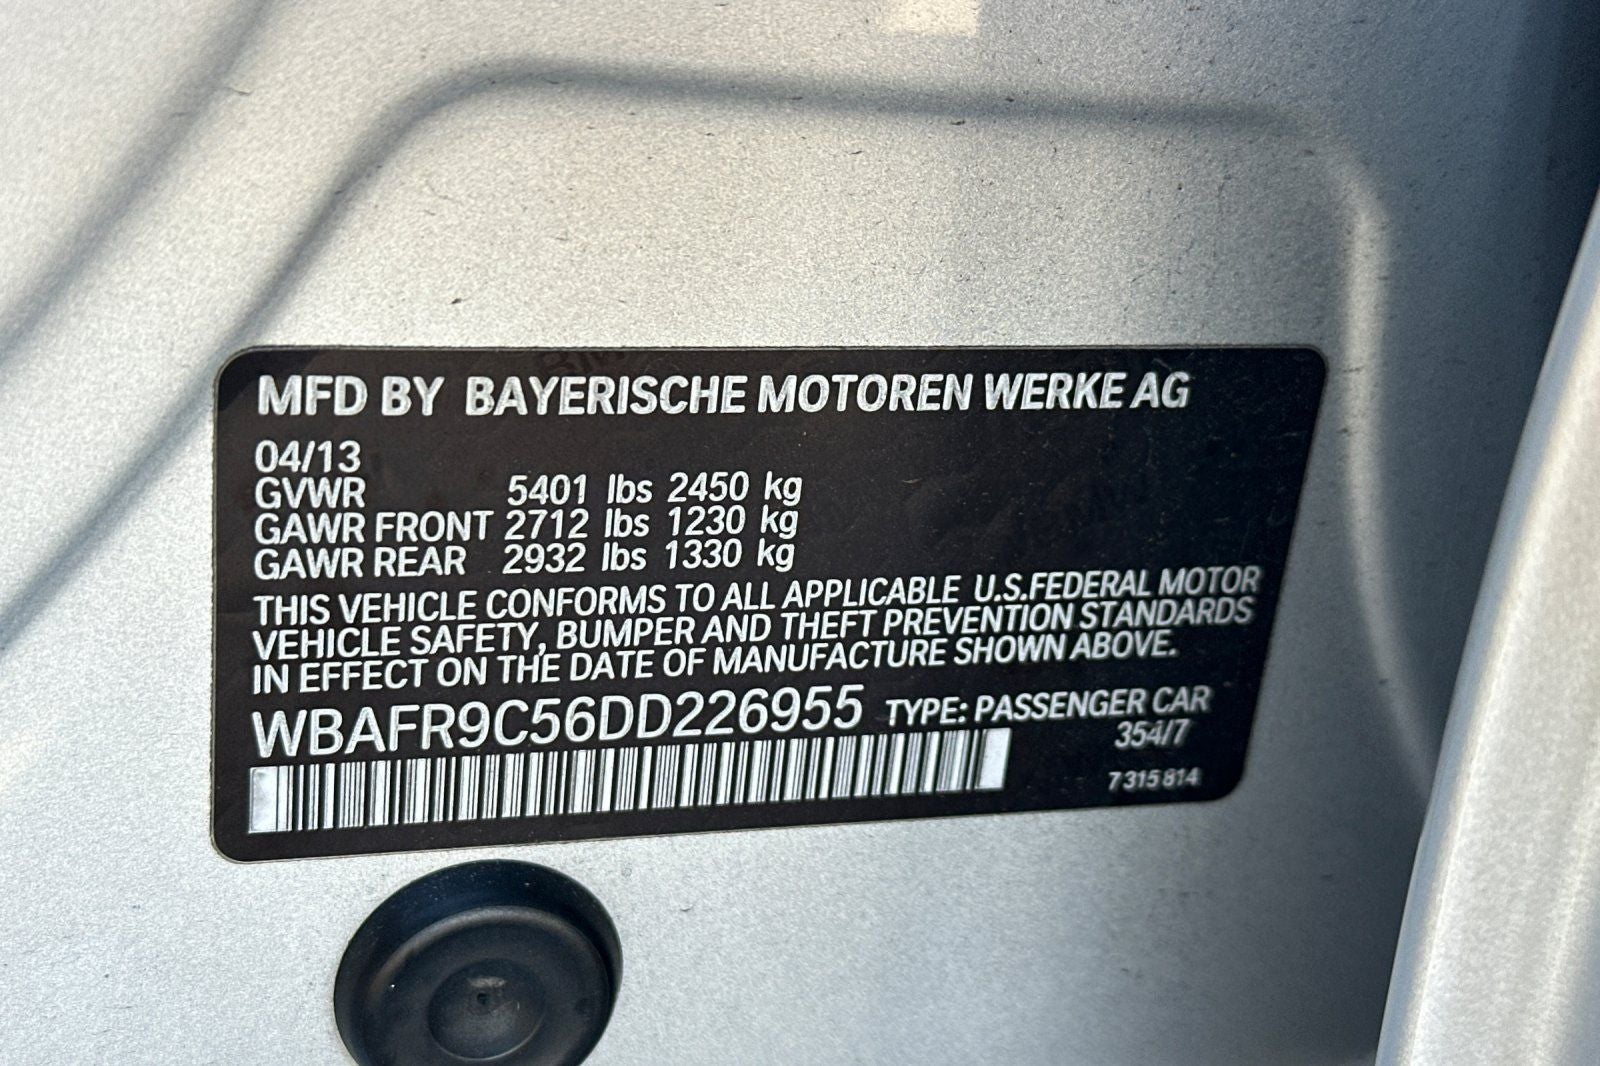 MFD BY BAYERISCHE MOTOREN WERKE AG
04/13
GVWR 5401 lbs 2450 kg
GAWR FRONT 2712 lbs 1230 kg
GAWR REAR 2932 lbs 1330 kg
THIS VEHICLE CONFORMS TO ALL APPLICABLE U.S.FEDERAL MOTOR
VEHICLE SAFETY, BUMPER AND THEFT PREVENTION STANDARDS
IN EFFECT ON THE DATE OF MANUFACTURE SHOWN ABOVE.
WBAFR9C56DD226955 TYPE: PASSENGER CAR
354/7
7 315 814